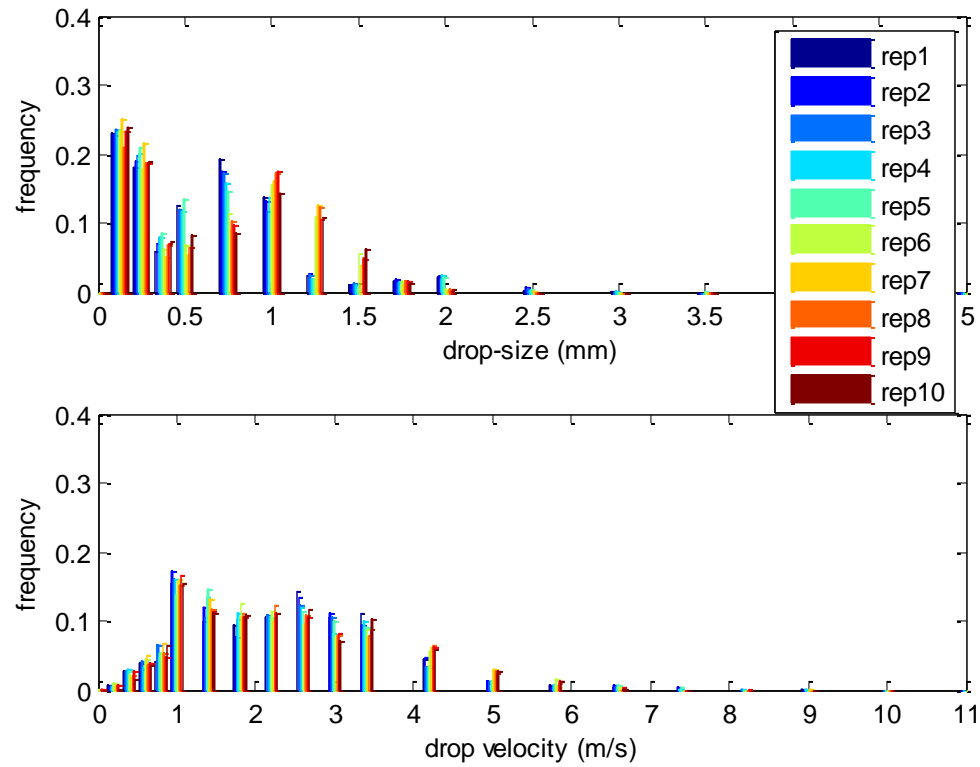 0.4
0.3
0.2
0.1
0
frequency
0 0.5 1 1.5 2 2.5 3 3.5 5
drop-size (mm)
rep1
rep2
rep3
rep4
rep5
rep6
rep7
rep8
rep9
rep10
0.4
0.3
0.2
0.1
0
frequency
0 1 2 3 4 5 6 7 8 9 10 11
drop velocity (m/s)